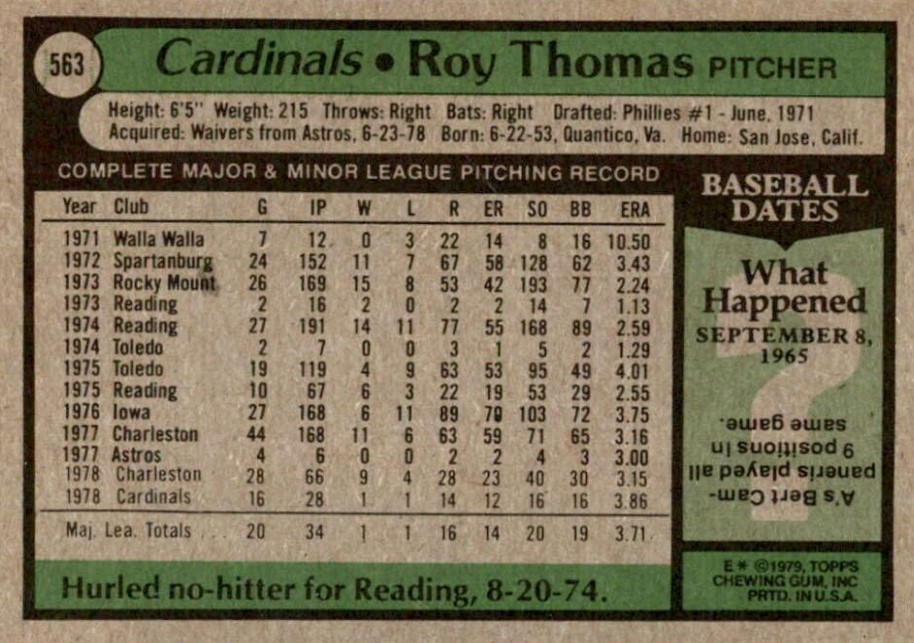 563
Cardinals • Roy Thomas PITCHER
Height: 6'5" Weight: 215 Throws: Right Bats: Right Drafted: Phillies #1 - June, 1971
Acquired: Waivers from Astros, 6-23-78 Born: 6-22-53, Quantico, Va. Home: San Jose, Calif.
COMPLETE MAJOR & MINOR LEAGUE PITCHING RECORD
Year Club G IP W L R ER SO BB ERA
1971 Walla Walla 7 12 0 3 22 14 8 16 10.50
1972 Spartanburg 24 152 11 7 67 58 128 62 3.43
1973 Rocky Mount 26 169 15 8 53 42 193 77 2.24
1973 Reading 2 16 2 0 2 2 14 7 1.13
1974 Reading 27 191 14 11 77 55 168 89 2.59
1974 Toledo 2 7 0 0 3 1 5 2 1.29
1975 Toledo 19 119 4 9 63 53 95 49 4.01
1975 Reading 10 67 6 3 22 19 53 29 2.55
1976 Iowa 27 168 6 11 89 70 103 72 3.75
1977 Charleston 44 168 11 6 63 59 71 65 3.16
1977 Astros 4 6 0 0 2 2 4 3 3.00
1978 Charleston 28 66 9 4 28 23 40 30 3.15
1978 Cardinals 16 28 1 1 14 12 16 16 3.86
Maj. Lea. Totals . . . 20 34 1 1 16 14 20 19 3.71
Hurled no-hitter for Reading, 8-20-74.
BASEBALL
DATES
What
Happened
SEPTEMBER 8,
1965
?
A's Bert Cam-
paneris played all
9 positions in
same game.
E* ©1979, TOPPS
CHEWING GUM, INC
PRTD. IN U.S.A.